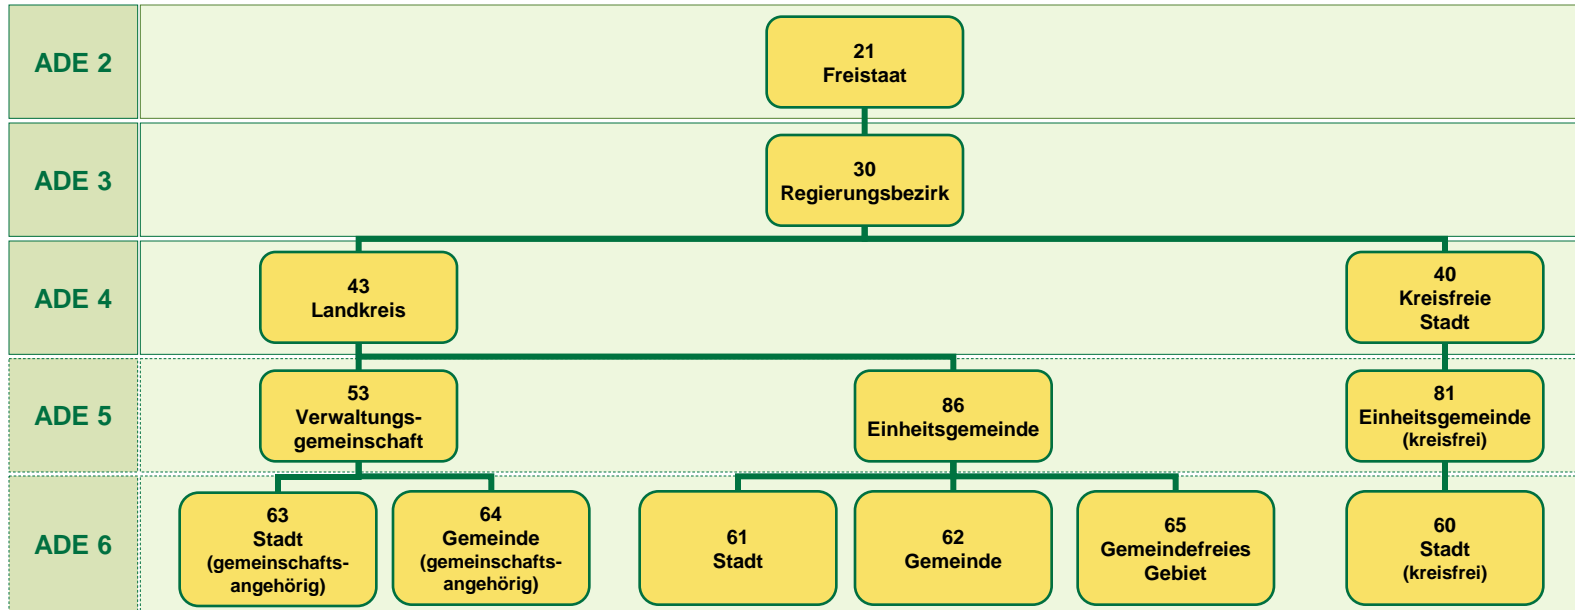 ADE 2
21
Freistaat
ADE 3
30
Regierungsbezirk
ADE 4
43
Landkreis
40
Kreisfreie
Stadt
ADE 5
53
Verwaltungs-
gemeinschaft
86
Einheitsgemeinde
81
Einheitsgemeinde
(kreisfrei)
ADE 6
63
Stadt
(gemeinschafts-
angehörig)
64
Gemeinde
(gemeinschafts-
angehörig)
61
Stadt
62
Gemeinde
65
Gemeindefreies
Gebiet
60
Stadt
(kreisfrei)